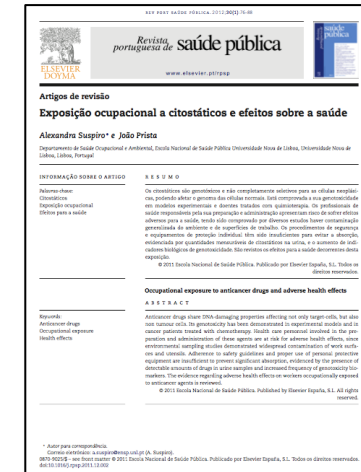 REV PORT SAÚDE PÚBLICA. 2012;30(1):76-88
Revista
portuguesa de saúde pública
www.elsevier.pt/rpsp
ELSEVIER
DOYMA
saúde
pública
Artigos de revisão
Exposição ocupacional a citostáticos e efeitos sobre a saúde
Alexandra Suspiro* e João Prista
Departamento de Saúde Ocupacional e Ambiental, Escola Nacional de Saúde Pública Universidade Nova de Lisboa, Universidade Nova de
Lisboa, Lisboa, Portugal
INFORMAÇÃO SOBRE O ARTIGO
Palavras-chave:
Citostáticos
Exposição ocupacional
Efeitos para a saúde
RESUMO
Os citostáticos são genotóxicos e não completamente seletivos para as células neoplási-
cas, podendo afetar o genoma das células normais. Está comprovada a sua genotoxicidade
em modelos experimentais e doentes tratados com quimioterapia. Os profissionais de
saúde responsáveis pela sua preparação e administração apresentam risco de sofrer efeitos
adversos para a saúde, tendo sido comprovado por diversos estudos haver contaminação
generalizada do ambiente e de superfícies de trabalho. Os procedimentos de segurança
e equipamentos de proteção individual têm sido insuficientes para evitar a absorção,
evidenciada por quantidades mensuráveis de citostáticos na urina, e o aumento de indi-
cadores biológicos de genotoxicidade. São revistos os efeitos para a saúde decorrentes desta
exposição.
© 2011 Escola Nacional de Saúde Pública. Publicado por Elsevier España, S.L. Todos os
direitos reservados.
Occupational exposure to anticancer drugs and adverse health effects
ABSTRACT
Keywords:
Anticancer drugs
Occupational exposure
Health effects
Anticancer drugs share DNA-damaging properties affecting not only target-cells, but also
non tumour cells. Its genotoxicity has been demonstrated in experimental models and in
cancer patients treated with chemotherapy. Health care personnel involved in the pre-
paration and administration of these agents are at risk for adverse health effects, since
environmental sampling studies demonstrated widespread contamination of work surfa-
ces and utensils. Adherence to safety guidelines and proper use of personal protective
equipment are insufficient to prevent significant absorption, evidenced by the presence of
detectable amounts of drugs in urine samples and increased frequency of genotoxicity bio-
markers. The evidence regarding adverse health effects on workers occupationally exposed
to anticancer agents is reviewed.
© 2011 Escola Nacional de Saúde Pública. Published by Elsevier España, S.L. All rights
reserved.
* Autor para correspondência.
Correio eletrónico: a.suspiro@ensp.unl.pt (A. Suspiro).
0870-9025/$ – see front matter © 2011 Escola Nacional de Saúde Pública. Publicado por Elsevier España, S.L. Todos os direitos reservados.
doi:10.1016/j.rpsp.2011.12.002